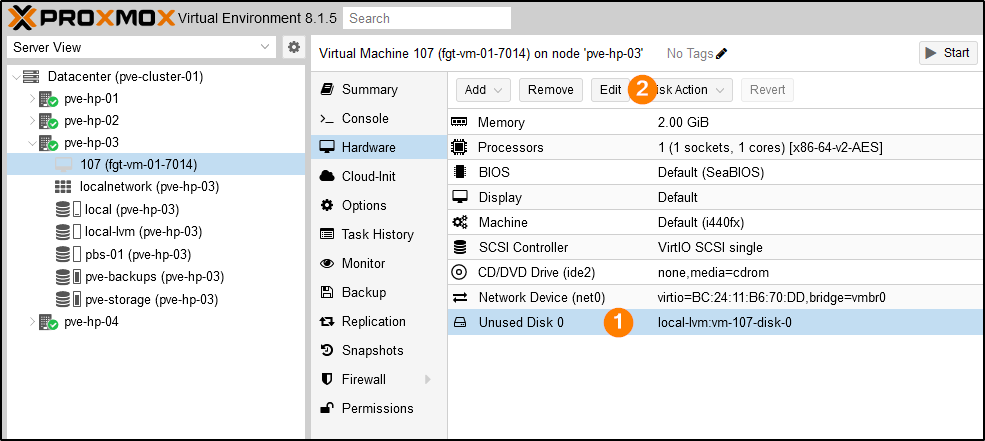 PROXMOX Virtual Environment 8.1.5 Search
Server View
Virtual Machine 107 (fgt-vm-01-7014) on node 'pve-hp-03' No Tags Start
Datacenter (pve-cluster-01)
pve-hp-01
pve-hp-02
pve-hp-03
107 (fgt-vm-01-7014)
localnetwork (pve-hp-03)
local (pve-hp-03)
local-lvm (pve-hp-03)
pbs-01 (pve-hp-03)
pve-backups (pve-hp-03)
pve-storage (pve-hp-03)
pve-hp-04
Summary
Console
Hardware
Cloud-Init
Options
Task History
Monitor
Backup
Replication
Snapshots
Firewall
Permissions
Add Remove Edit 2 isk Action Revert
Memory 2.00 GiB
Processors 1 (1 sockets, 1 cores) [x86-64-v2-AES]
BIOS Default (SeaBIOS)
Display Default
Machine Default (i440fx)
SCSI Controller VirtIO SCSI single
CD/DVD Drive (ide2) none,media=cdrom
Network Device (net0) virtio=BC:24:11:B6:70:DD,bridge=vmbr0
Unused Disk 0 1 local-lvm:vm-107-disk-0